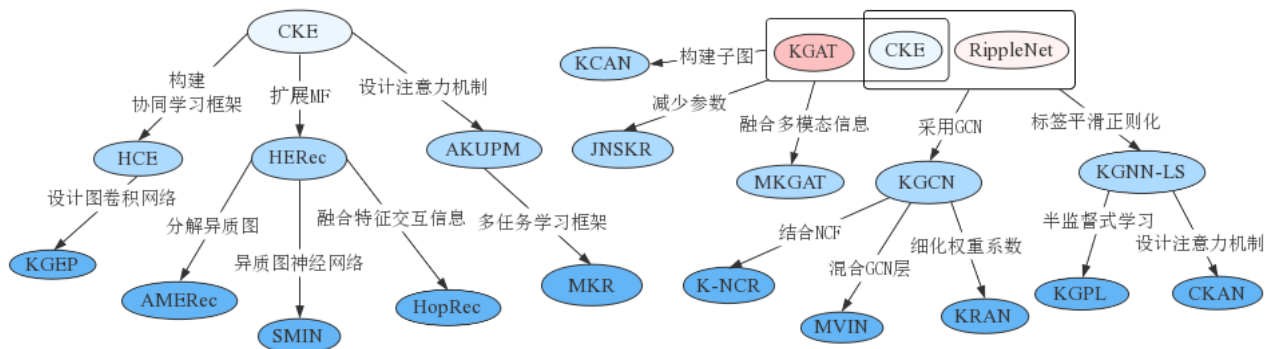 CKE
构建
协同学习框架
扩展MF
设计注意力机制
HCE
HERec
AKUPM
设计图卷积网络
分解异质图
异质图神经网络
融合特征交互信息
多任务学习框架
KGEP
AMERec
SMIN
HopRec
MKR
KGAT
CKE
RippleNet
KCAN
构建子图
减少参数
融合多模态信息
采用GCN
标签平滑正则化
JNSKR
MKGAT
KGCN
KGNN-LS
结合NCF
混合GCN层
细化权重系数
半监督式学习
设计注意力机制
K-NCR
MVIN
KRAN
KGPL
CKAN